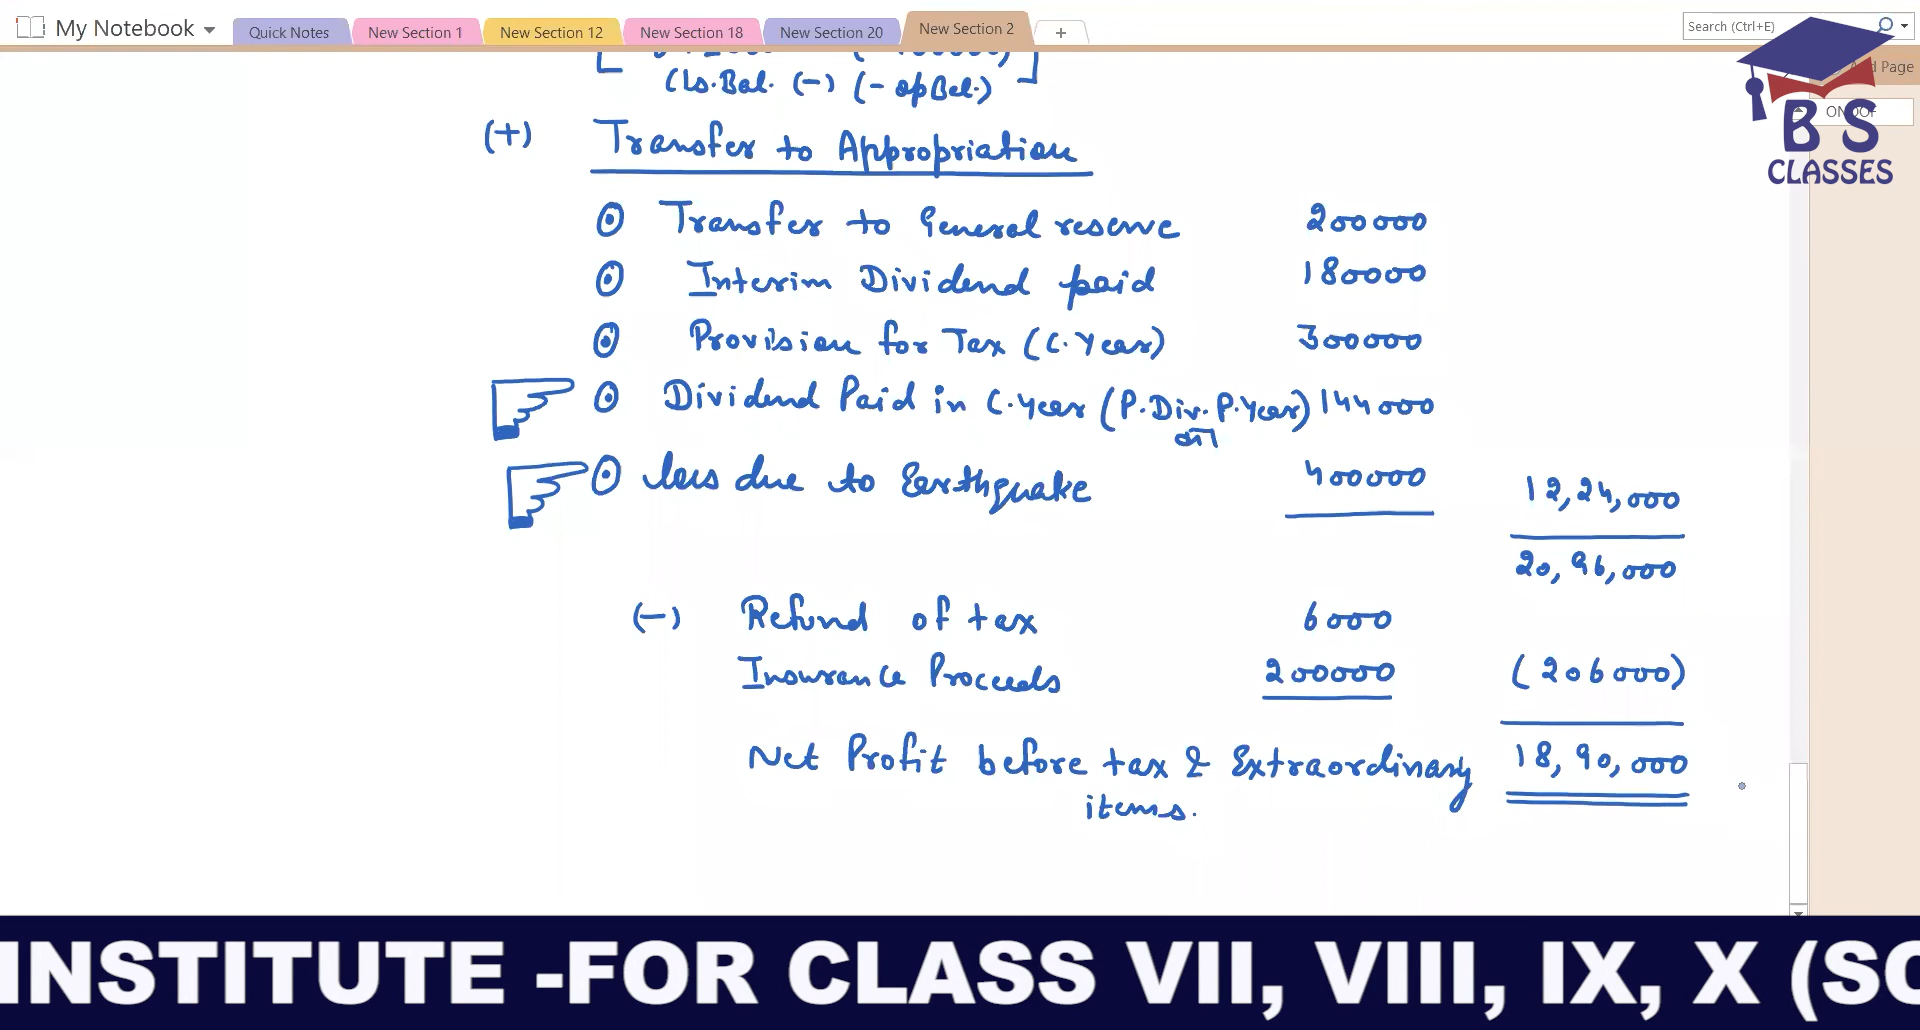 My Notebook
Quick Notes
New Section 1
New Section 12
New Section 18
New Section 20
New Section 2
+
Search (Ctrl+E)
d Page
B S
CLASSES
Cls.Bal. (-) (- op Bal.)
(+) Transfer to Appropriation
Transfer to General reserve 200000
Interim Dividend paid 180000
Provision for Tax (C.Year) 300000
Dividend Paid in C.Year (P.Div. P.Year) 144000
का
loss due to Earthquake 400000 12,24,000
20,96,000
(-) Refund of tax 6000
Insurance Proceeds 200000 (206000)
Net Profit before tax & Extraordinary 18,90,000
items.
INSTITUTE -FOR CLASS VII, VIII, IX, X (SC